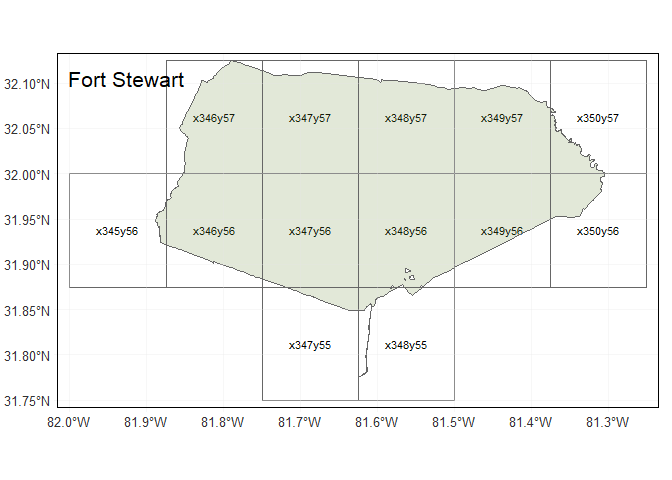 Fort Stewart
32.10°N
x346y57 x347y57 x348y57 x349y57 x350y57
32.05°N
32.00°N
31.95°N
x345y56 x346y56 x347y56 x348y56 x349y56 x350y56
31.90°N
31.85°N
x347y55 x348y55
31.80°N
31.75°N
82.0°W 81.9°W 81.8°W 81.7°W 81.6°W 81.5°W 81.4°W 81.3°W